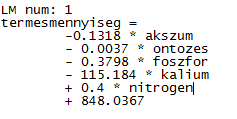 LM num: 1
termesmennyiseg =
-0.1318 * akszum
- 0.0037 * ontozes
- 0.3798 * foszfor
- 115.184 * kalium
+ 0.4 * nitrogen
+ 848.0367